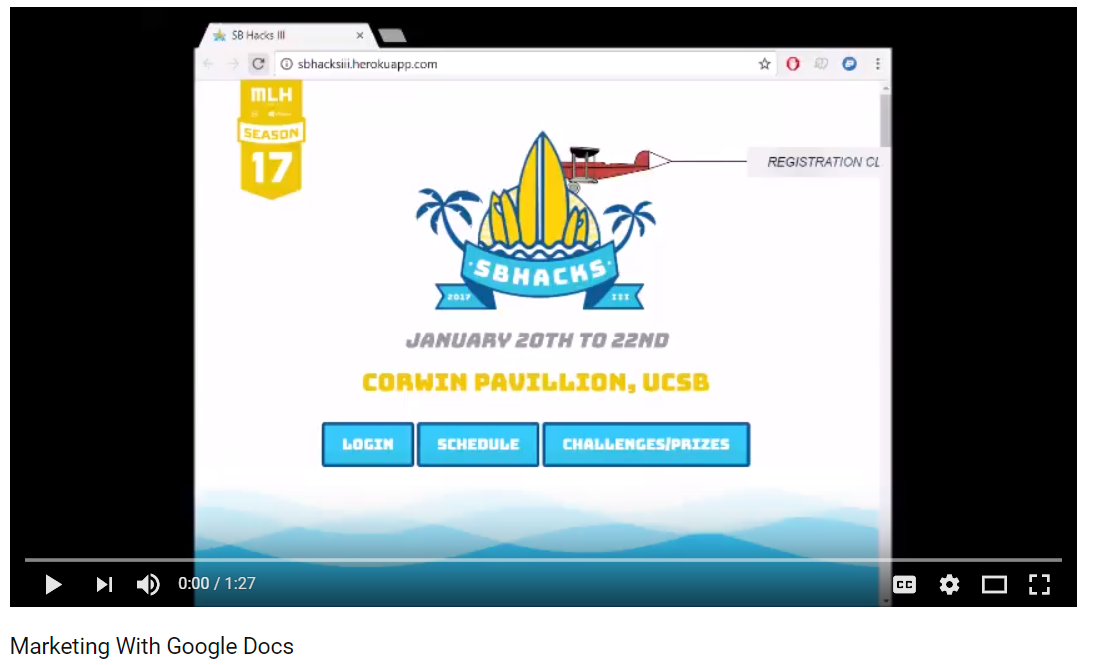 SB Hacks III
sbhacksiii.herokuapp.com
MLH
SEASON
17
REGISTRATION CL
SBHACKS
2017
III
JANUARY 20TH TO 22ND
CORWIN PAVILLION, UCSB
LOGIN
SCHEDULE
CHALLENGES/PRIZES
0:00 / 1:27
CC
Marketing With Google Docs